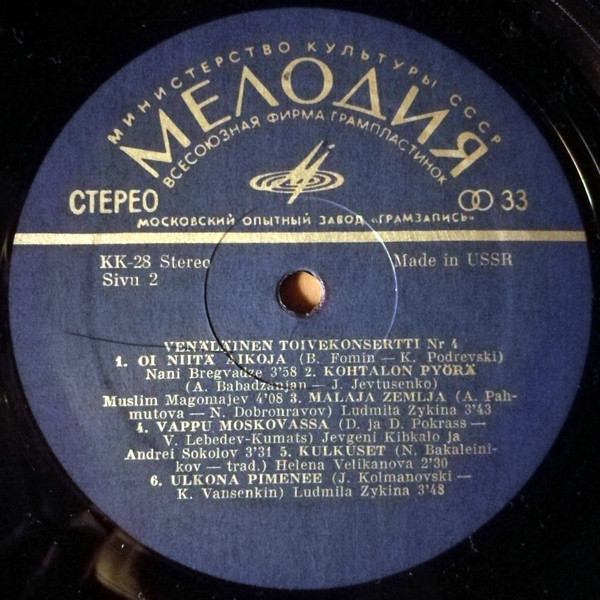 МИНИСТЕРСТВО КУЛЬТУРЫ СССР
МЕЛОДИЯ
ВСЕСОЮЗНАЯ ФИРМА ГРАМПЛАСТИНОК
СТЕРЕО 33
МОСКОВСКИЙ ОПЫТНЫЙ ЗАВОД «ГРАМЗАПИСЬ»
KK-28 Stereo Made in USSR
Sivu 2
VENÄLÄINEN TOIVEKONSERTTI Nr 4
1. OI NIITÄ AIKOJA (B. Fomin — K. Podrevski)
Nani Bregvadze 3'58 2. KOHTALON PYÖRÄ
(A. Babadzanjan — J. Jevtusenko)
Muslim Magomajev 4'08 3. MALAJA ZEMLJA (A. Pah-
mutova — N. Dobronravov) Ludmila Zykina 3'43
4. VAPPU MOSKOVASSA (D. ja D. Pokrass —
V. Lebedev-Kumats) Jevgeni Kibkalo ja
Andrei Sokolov 3'31 5. KULKUSET (N. Bakaleini-
kov — trad.) Helena Velikanova 2'30
6. ULKONA PIMENEE (J. Kolmanovski —
K. Vansenkin) Ludmila Zykina 3'48